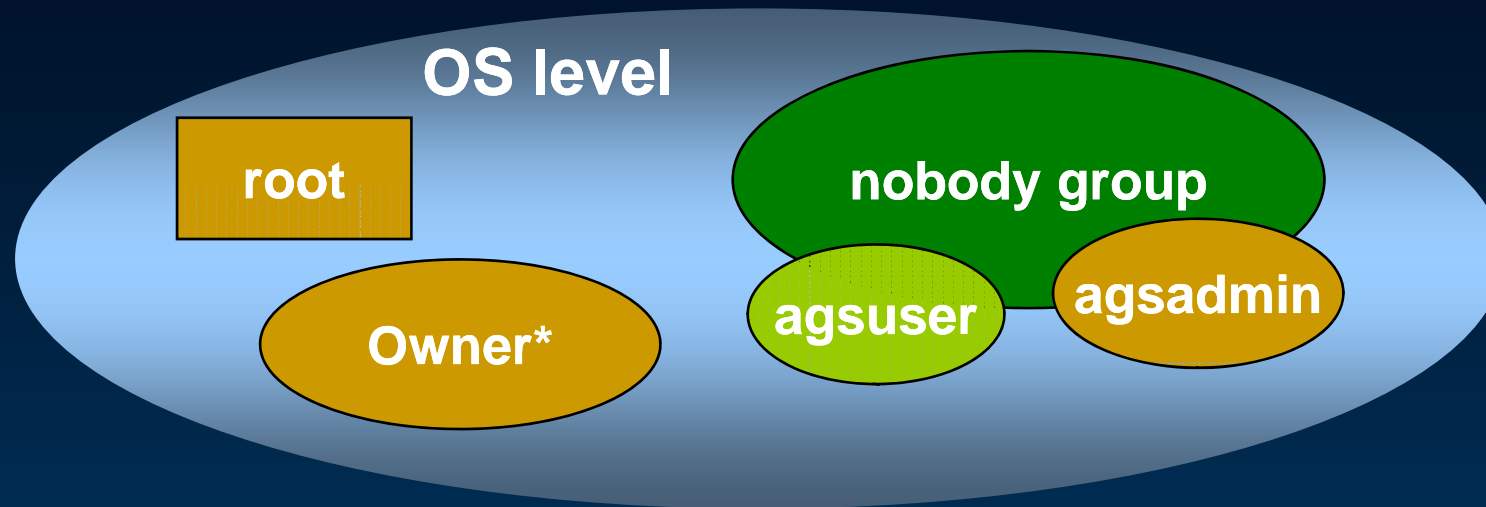 OS level
root
nobody group
Owner*
agsuser
agsadmin